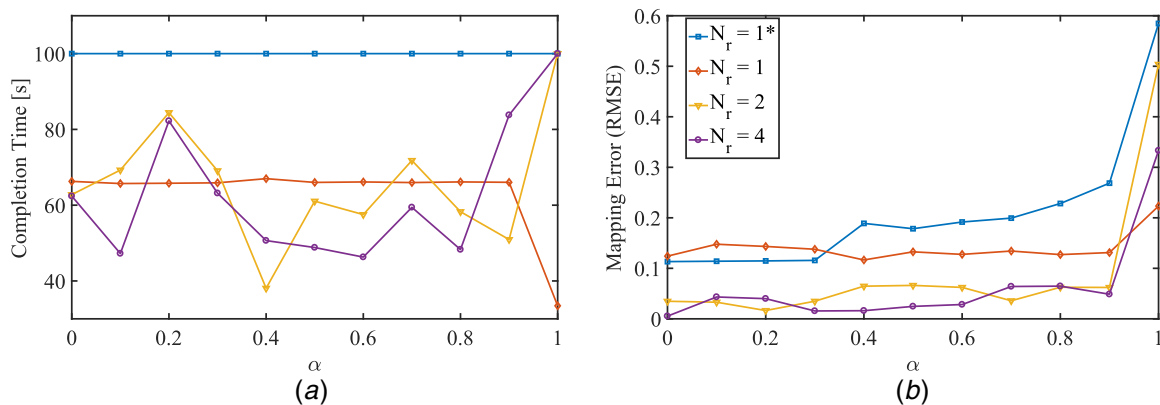 Completion Time [s]
100
80
60
40
0
0.2
0.4
0.6
0.8
1
α
(a)
Mapping Error (RMSE)
0.6
0.5
0.4
0.3
0.2
0.1
0
N_r = 1*
N_r = 1
N_r = 2
N_r = 4
0
0.2
0.4
0.6
0.8
1
α
(b)